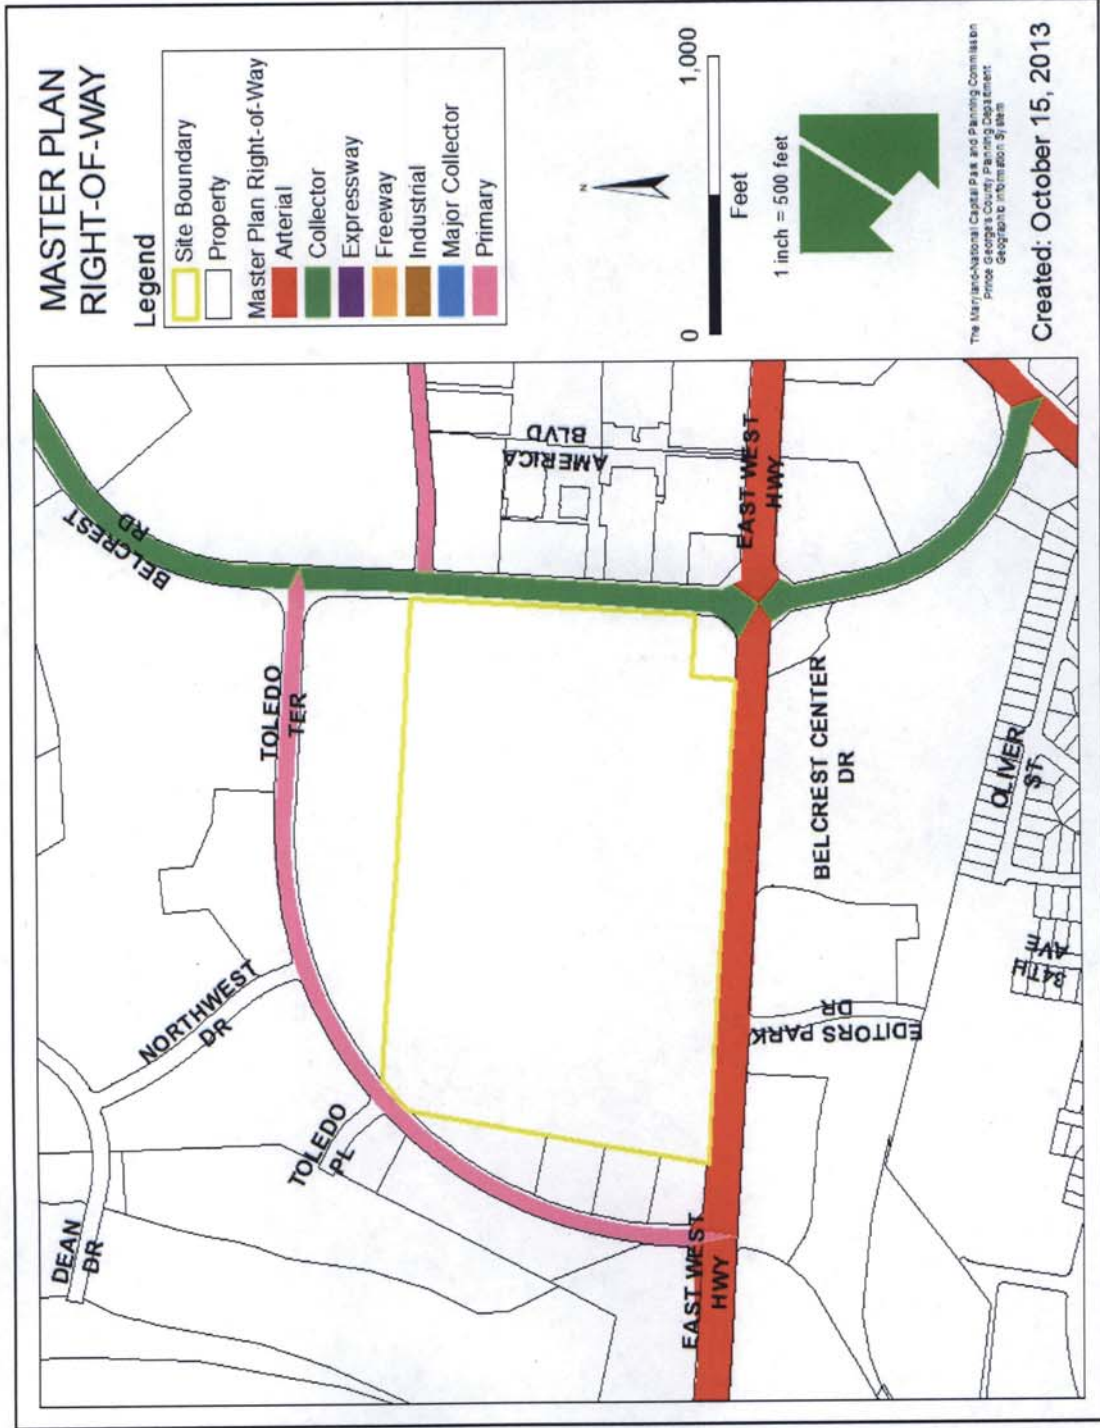 MASTER PLAN
RIGHT-OF-WAY
Legend
Site Boundary
Property
Master Plan Right-of-Way
Arterial
Collector
Expressway
Freeway
Industrial
Major Collector
Primary
N
0
1,000
Feet
1 inch = 500 feet
The Maryland-National Capital Park and Planning Commission
Prince George's County Planning Department
Geographic Information System
Created: October 15, 2013
DEAN
DR
NORTHWEST
DR
TOLEDO
PL
TOLEDO
TER
BELCREST
RD
AMERICA
BLVD
EAST WEST
HWY
EAST WEST
HWY
EDITORS PARK
DR
BELCREST CENTER
DR
34TH
AVE
OLIVER
ST